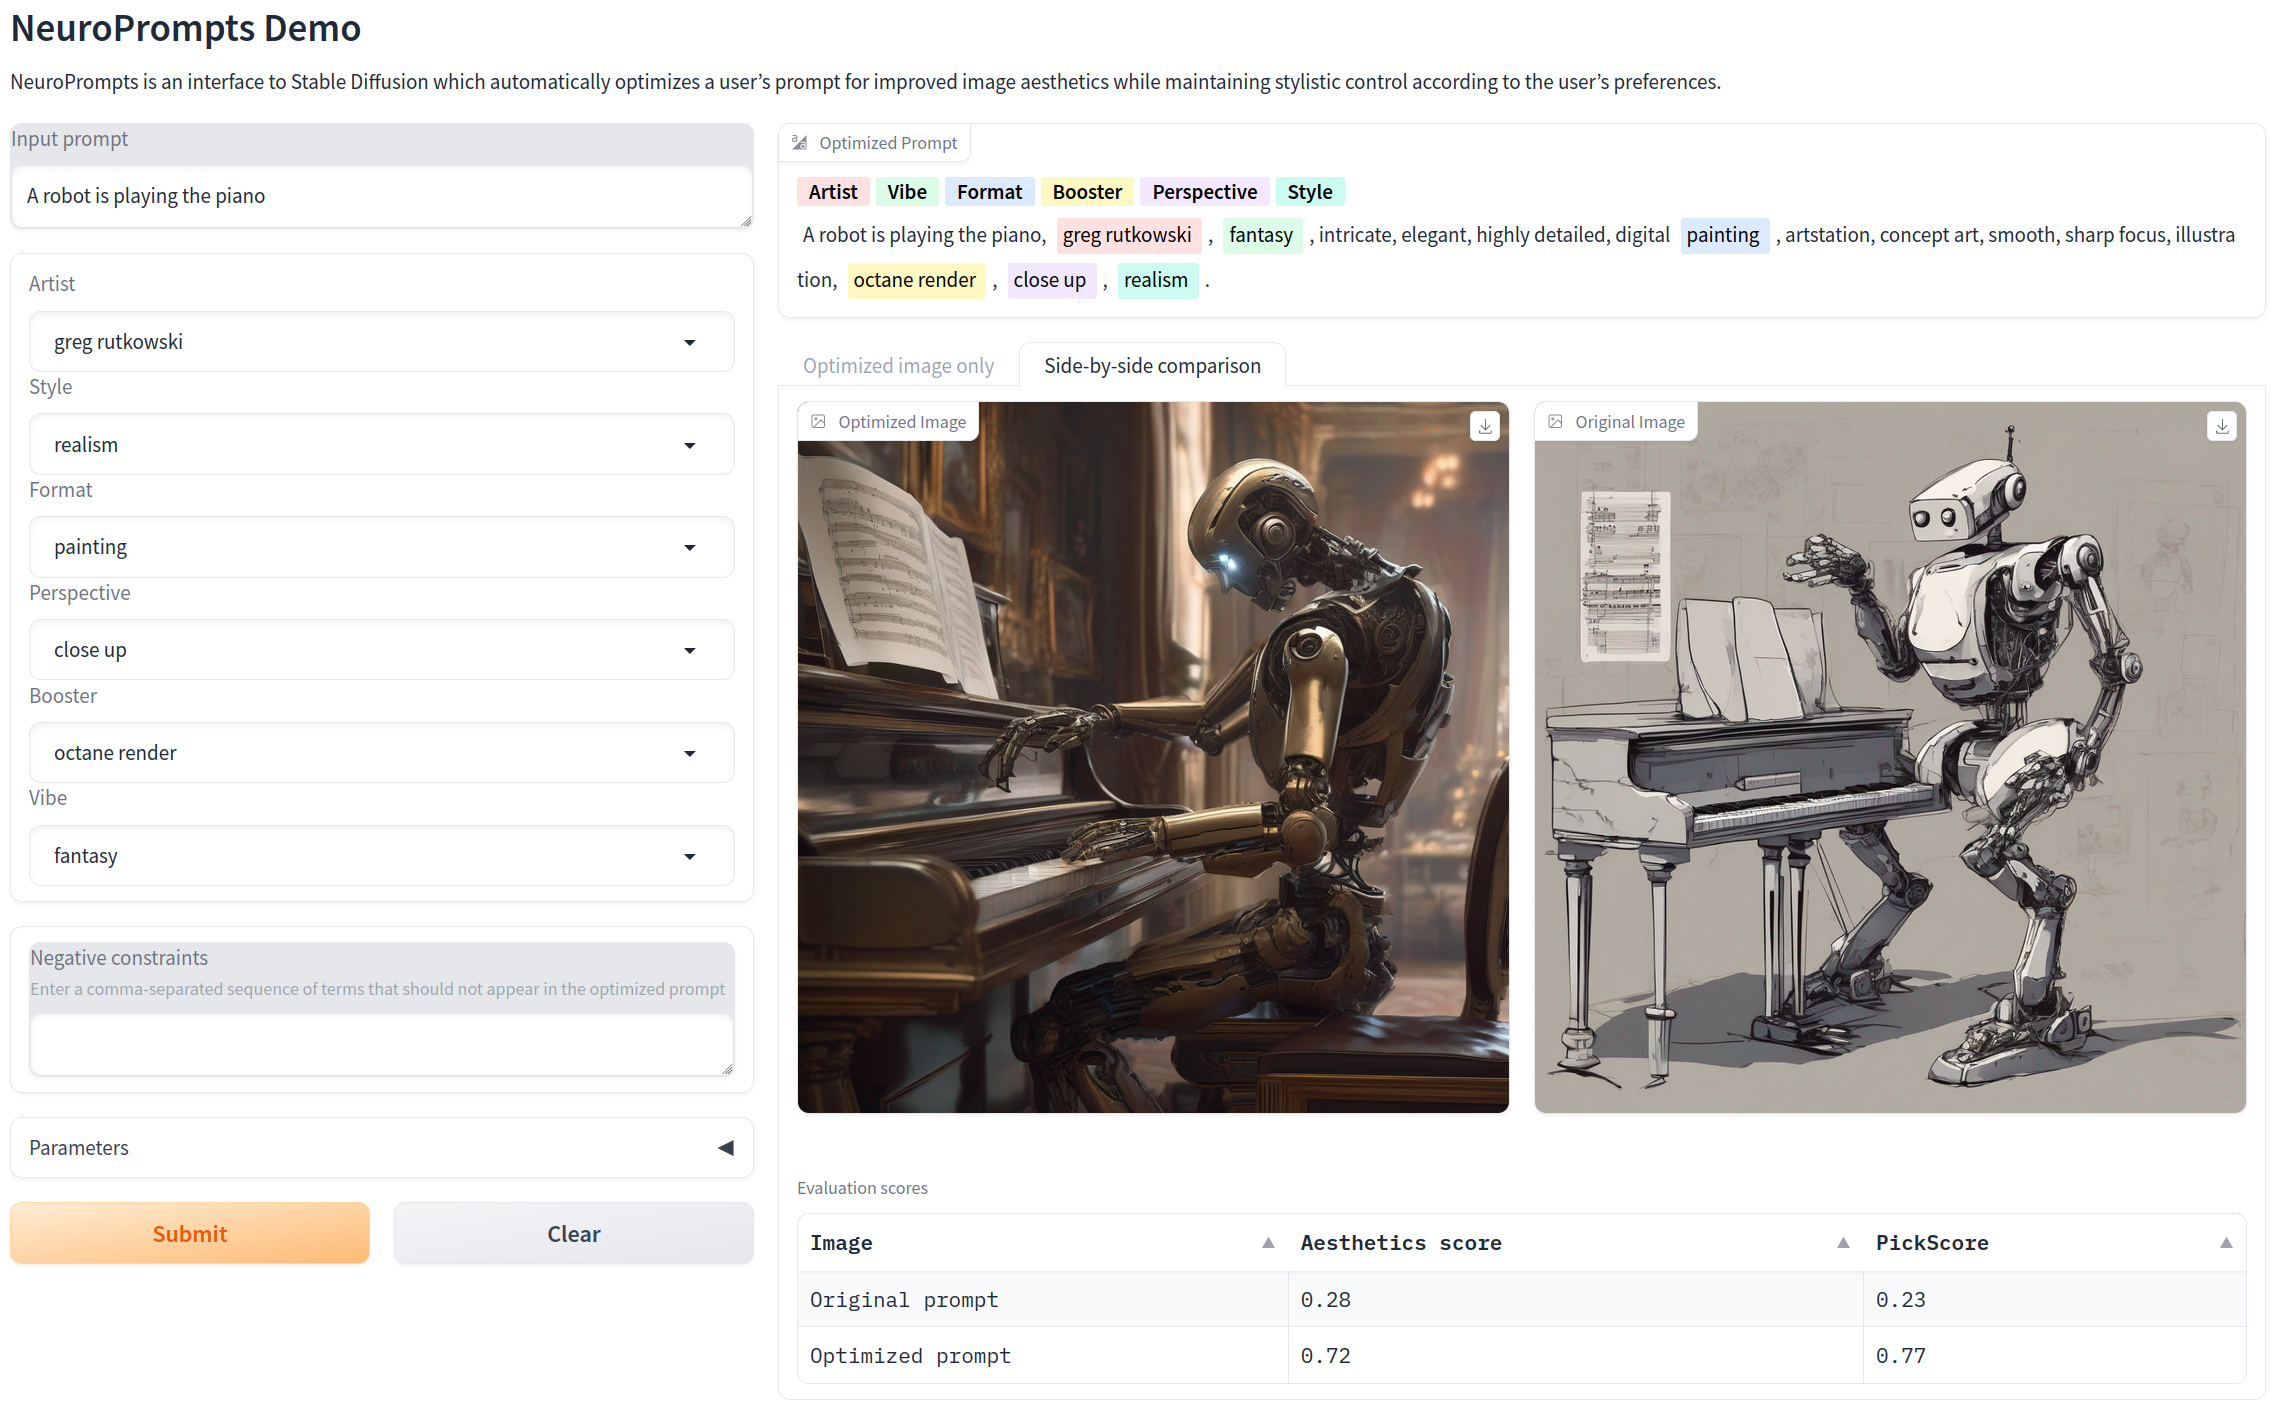 NeuroPrompts Demo
NeuroPrompts is an interface to Stable Diffusion which automatically optimizes a user’s prompt for improved image aesthetics while maintaining stylistic control according to the user’s preferences.
Input prompt
A robot is playing the piano
Artist
greg rutkowski
Style
realism
Format
painting
Perspective
close up
Booster
octane render
Vibe
fantasy
Negative constraints
Enter a comma-separated sequence of terms that should not appear in the optimized prompt
Parameters
Submit Clear
Optimized Prompt
Artist Vibe Format Booster Perspective Style
A robot is playing the piano, greg rutkowski , fantasy , intricate, elegant, highly detailed, digital painting , artstation, concept art, smooth, sharp focus, illustra
tion, octane render , close up , realism .
Optimized image only Side-by-side comparison
Optimized Image Original Image
Evaluation scores
Image Aesthetics score PickScore
Original prompt 0.28 0.23
Optimized prompt 0.72 0.77